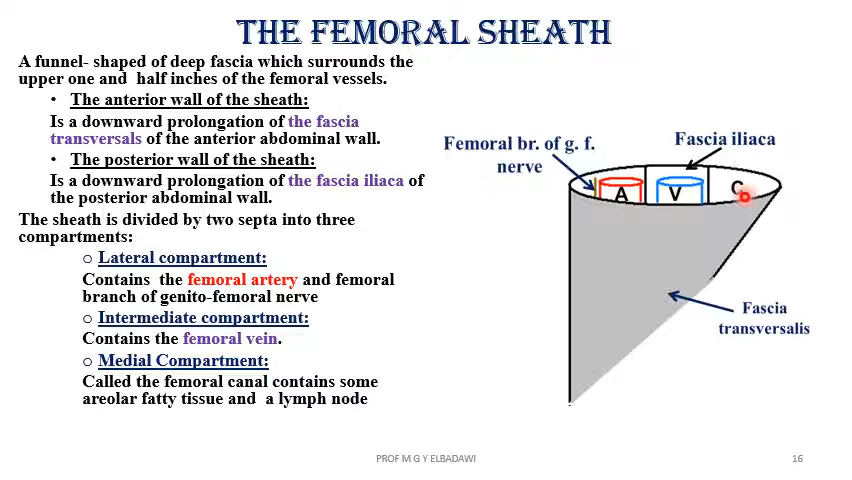 THE FEMORAL SHEATH
A funnel- shaped of deep fascia which surrounds the
upper one and half inches of the femoral vessels.
• The anterior wall of the sheath:
Is a downward prolongation of the fascia
transversals of the anterior abdominal wall.
• The posterior wall of the sheath:
Is a downward prolongation of the fascia iliaca of
the posterior abdominal wall.
The sheath is divided by two septa into three
compartments:
o Lateral compartment:
Contains the femoral artery and femoral
branch of genito-femoral nerve
o Intermediate compartment:
Contains the femoral vein.
o Medial Compartment:
Called the femoral canal contains some
areolar fatty tissue and a lymph node
Femoral br. of g. f.
nerve
Fascia iliaca
A
V
C
Fascia
transversalis
PROF M G Y ELBADAWI
16